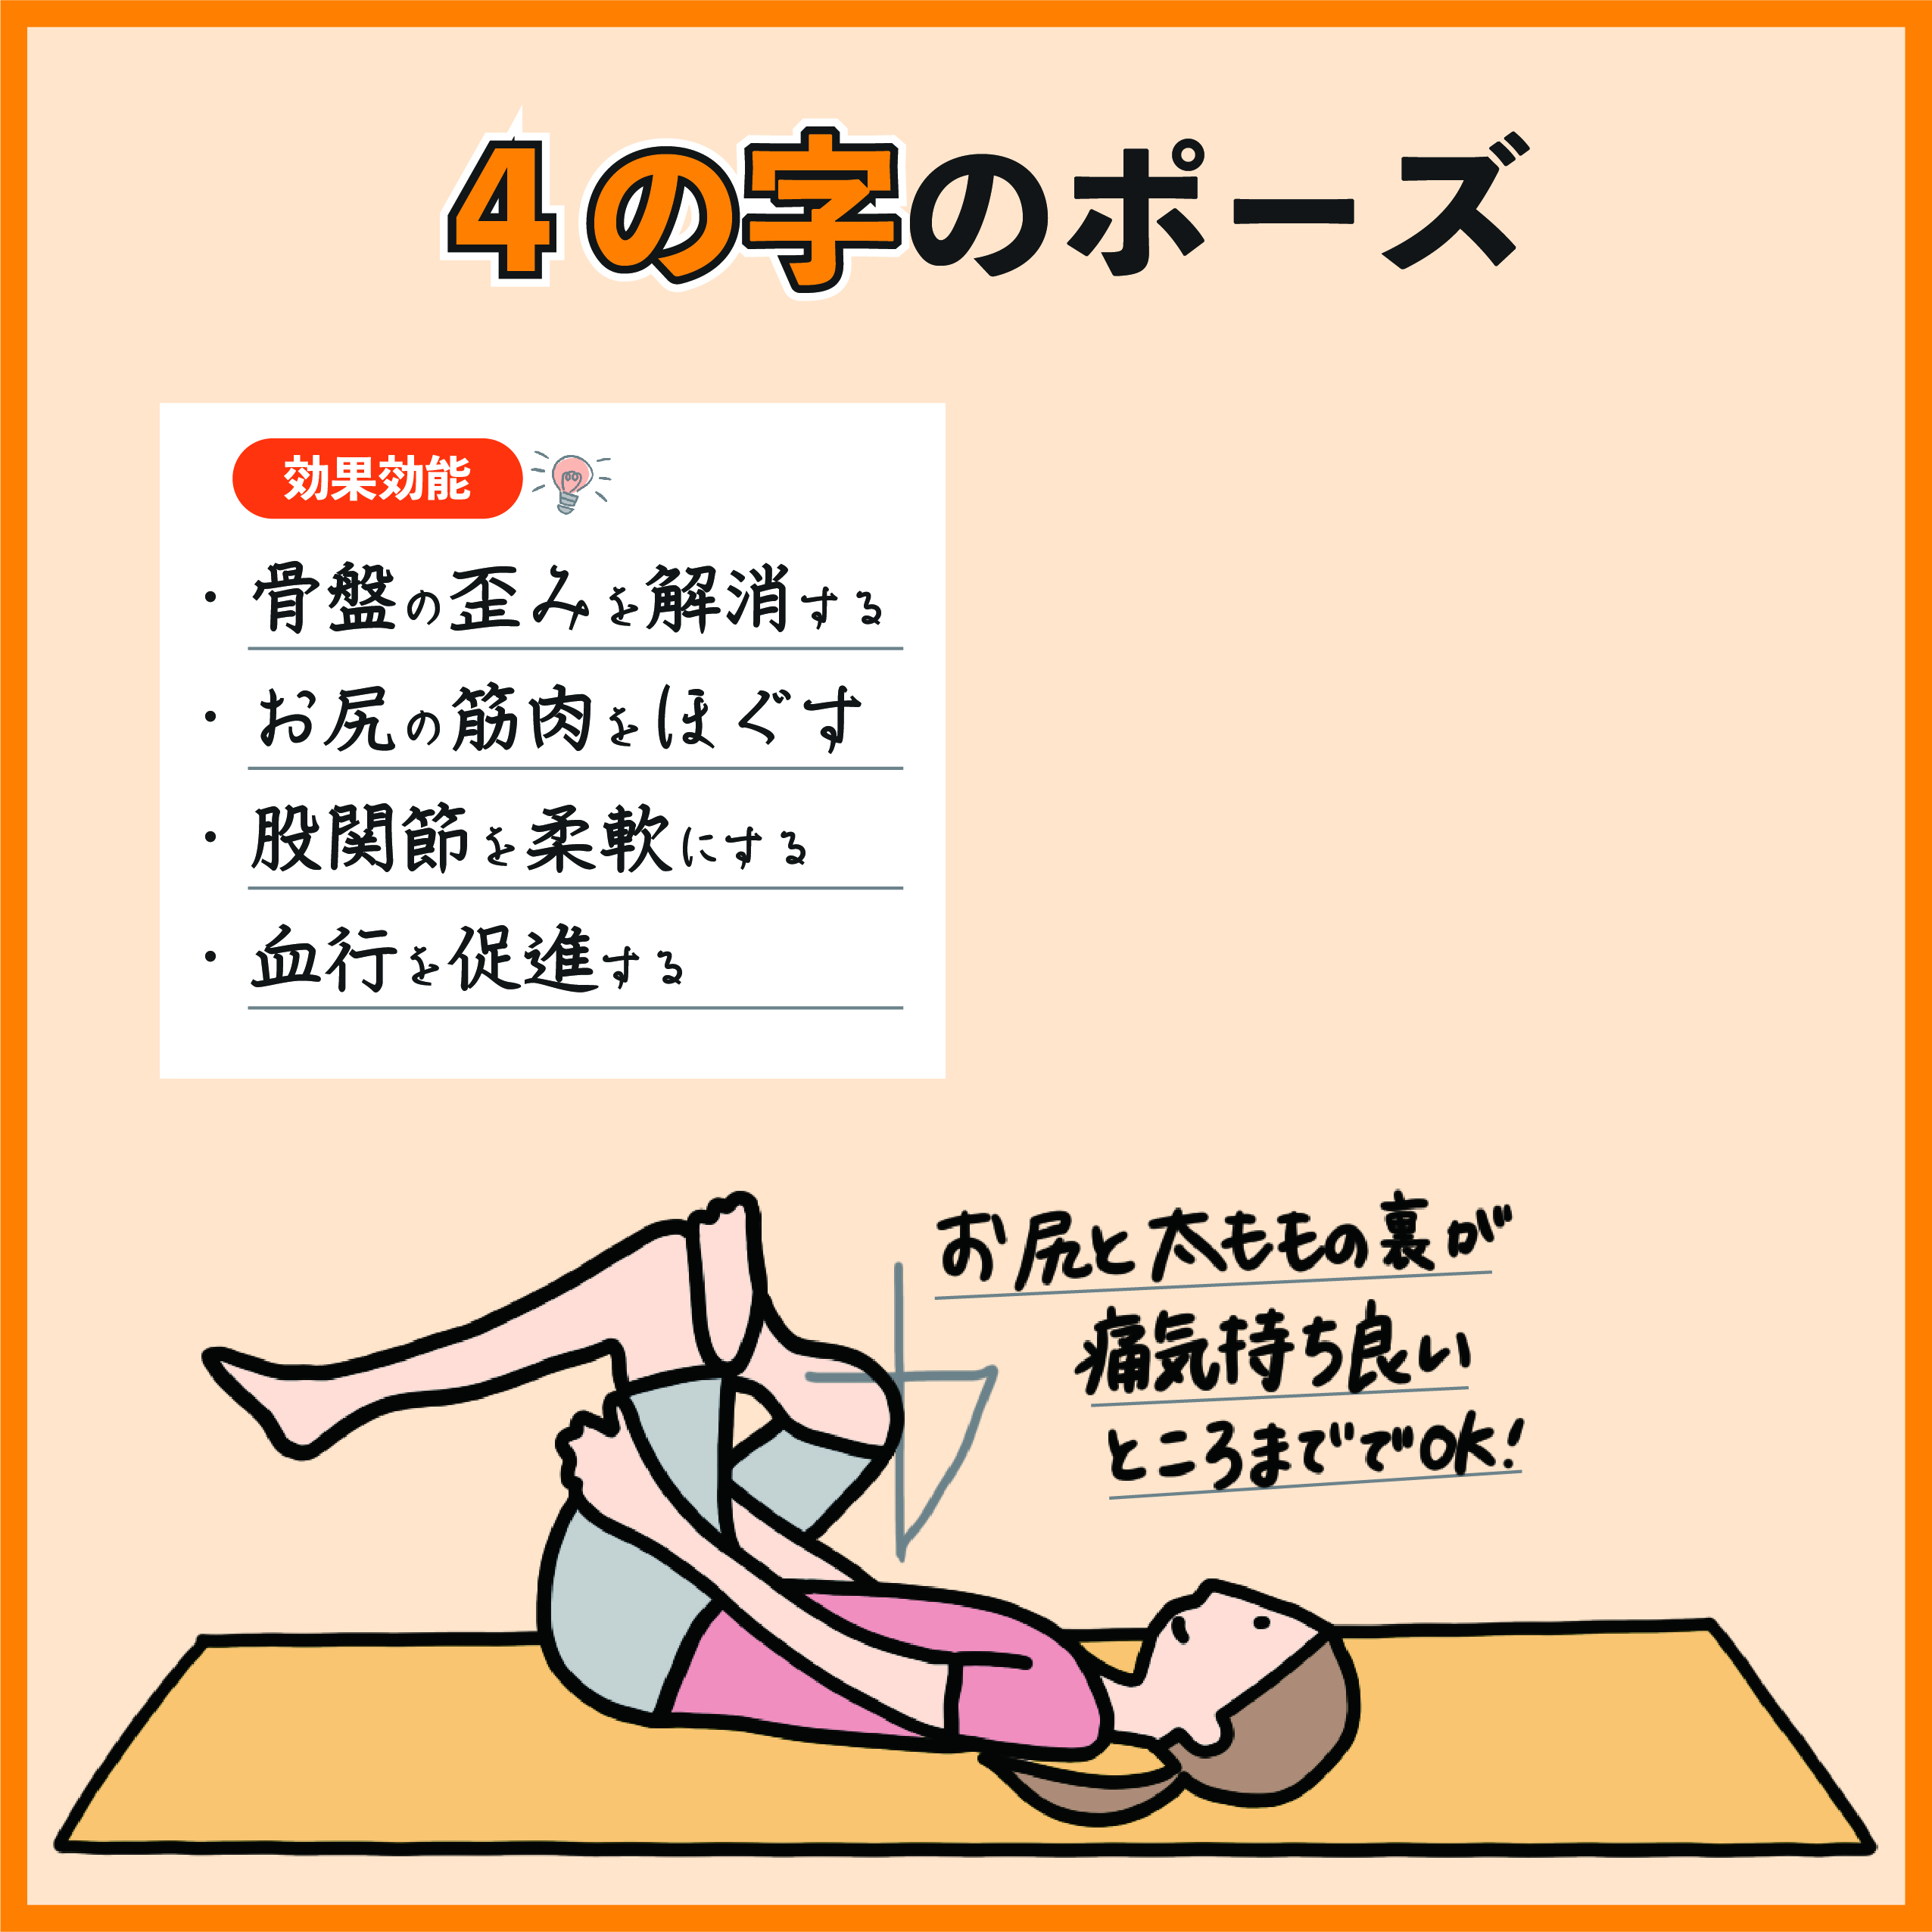 4の字のポーズ
効果効能
・骨盤の歪みを解消する
・お尻の筋肉をほぐす
・股関節を柔軟にする
・血行を促進する
お尻と太ももの裏が
痛気持ち良い
ところまででOK!